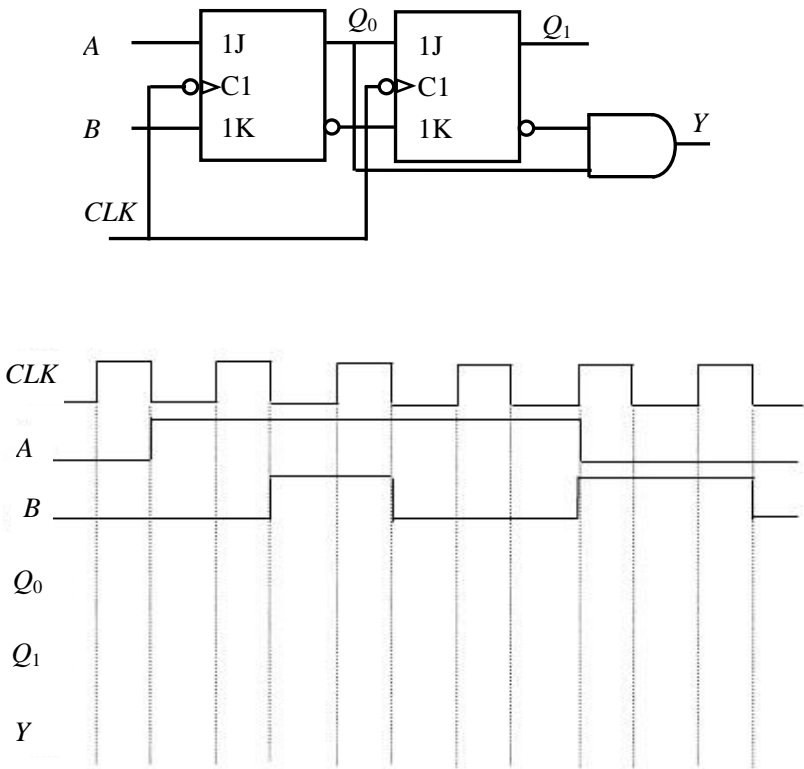 A 1J Q₀ 1J Q₁
C1 C1
B 1K 1K Y
CLK
CLK
A
B
Q₀
Q₁
Y